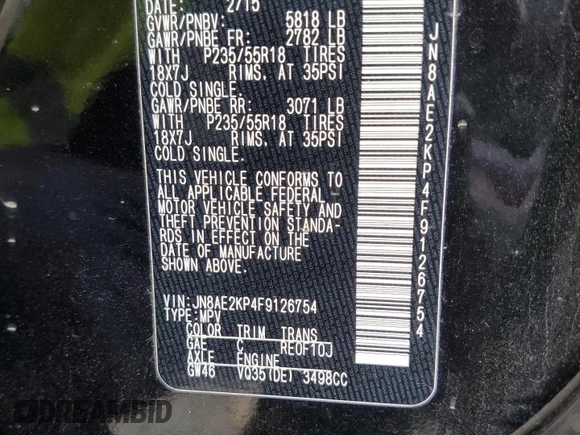 DATE: 2/15
GVWR/PNBV: 5818 LB
GAWR/PNBE FR: 2782 LB
WITH P235/55R18 TIRES
18X7J RIMS. AT 35PSI
COLD SINGLE.
GAWR/PNBE RR: 3071 LB
WITH P235/55R18 TIRES
18X7J RIMS. AT 35PSI
COLD SINGLE.
THIS VEHICLE CONFORMS TO
ALL APPLICABLE FEDERAL
MOTOR VEHICLE SAFETY AND
THEFT PREVENTION STANDA-
RDS IN EFFECT ON THE
DATE OF MANUFACTURE
SHOWN ABOVE.
VIN:JN8AE2KP4F9126754
TYPE:MPV
COLOR TRIM TRANS
GAE C REOF10J
AXLE ENGINE
GW46 VQ35(DE) 3498CC
JN8AE2KP4F9126754
DREAMBID